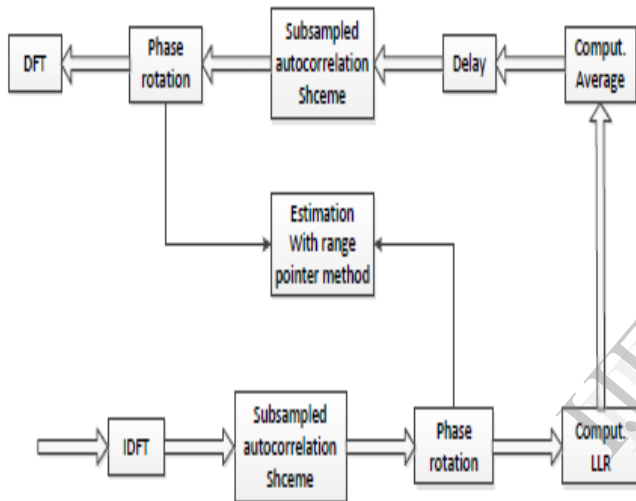 DFT
Phase
rotation
Subsampled
autocorrelation
Shceme
Delay
Comput.
Average
Estimation
With range
pointer method
IDFT
Subsampled
autocorrelation
Shceme
Phase
rotation
Comput.
LLR